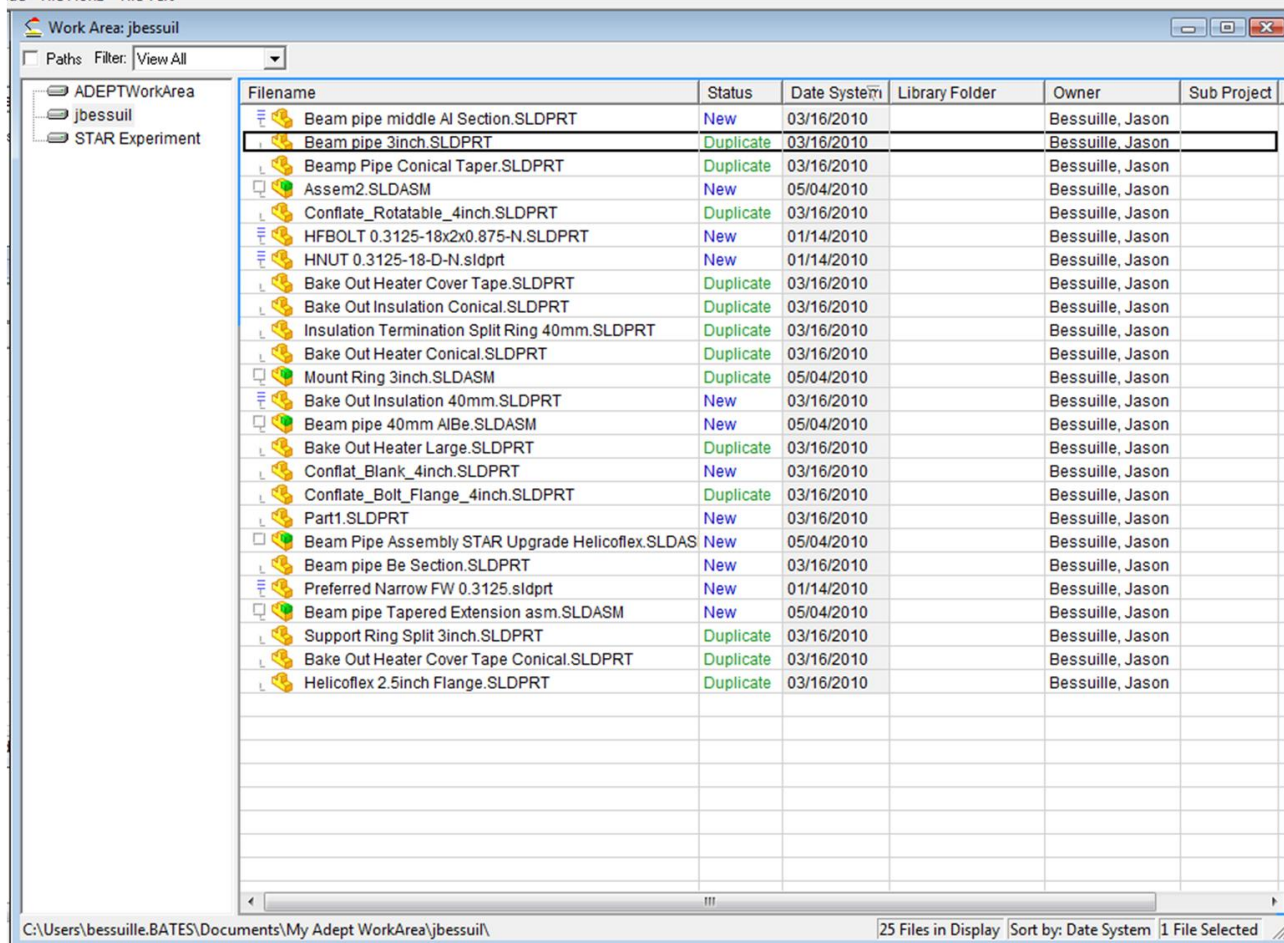 Work Area: jbessuil
Paths Filter: View All
ADEPTWorkArea
jbessuil
STAR Experiment
Filename Status Date System Library Folder Owner Sub Project
Beam pipe middle Al Section.SLDPRT New 03/16/2010 Bessuille, Jason
Beam pipe 3inch.SLDPRT Duplicate 03/16/2010 Bessuille, Jason
Beamp Pipe Conical Taper.SLDPRT Duplicate 03/16/2010 Bessuille, Jason
Assem2.SLDASM New 05/04/2010 Bessuille, Jason
Conflate_Rotatable_4inch.SLDPRT Duplicate 03/16/2010 Bessuille, Jason
HFBOLT 0.3125-18x2x0.875-N.SLDPRT New 01/14/2010 Bessuille, Jason
HNUT 0.3125-18-D-N.sldprt New 01/14/2010 Bessuille, Jason
Bake Out Heater Cover Tape.SLDPRT Duplicate 03/16/2010 Bessuille, Jason
Bake Out Insulation Conical.SLDPRT Duplicate 03/16/2010 Bessuille, Jason
Insulation Termination Split Ring 40mm.SLDPRT Duplicate 03/16/2010 Bessuille, Jason
Bake Out Heater Conical.SLDPRT Duplicate 03/16/2010 Bessuille, Jason
Mount Ring 3inch.SLDASM Duplicate 05/04/2010 Bessuille, Jason
Bake Out Insulation 40mm.SLDPRT New 03/16/2010 Bessuille, Jason
Beam pipe 40mm AlBe.SLDASM New 05/04/2010 Bessuille, Jason
Bake Out Heater Large.SLDPRT Duplicate 03/16/2010 Bessuille, Jason
Conflat_Blank_4inch.SLDPRT New 03/16/2010 Bessuille, Jason
Conflate_Bolt_Flange_4inch.SLDPRT Duplicate 03/16/2010 Bessuille, Jason
Part1.SLDPRT New 03/16/2010 Bessuille, Jason
Beam Pipe Assembly STAR Upgrade Helicoflex.SLDAS New 05/04/2010 Bessuille, Jason
Beam pipe Be Section.SLDPRT New 03/16/2010 Bessuille, Jason
Preferred Narrow FW 0.3125.sldprt New 01/14/2010 Bessuille, Jason
Beam pipe Tapered Extension asm.SLDASM New 05/04/2010 Bessuille, Jason
Support Ring Split 3inch.SLDPRT Duplicate 03/16/2010 Bessuille, Jason
Bake Out Heater Cover Tape Conical.SLDPRT Duplicate 03/16/2010 Bessuille, Jason
Helicoflex 2.5inch Flange.SLDPRT Duplicate 03/16/2010 Bessuille, Jason
C:\Users\bessuille.BATES\Documents\My Adept WorkArea\jbessuil\ 25 Files in Display Sort by: Date System 1 File Selected